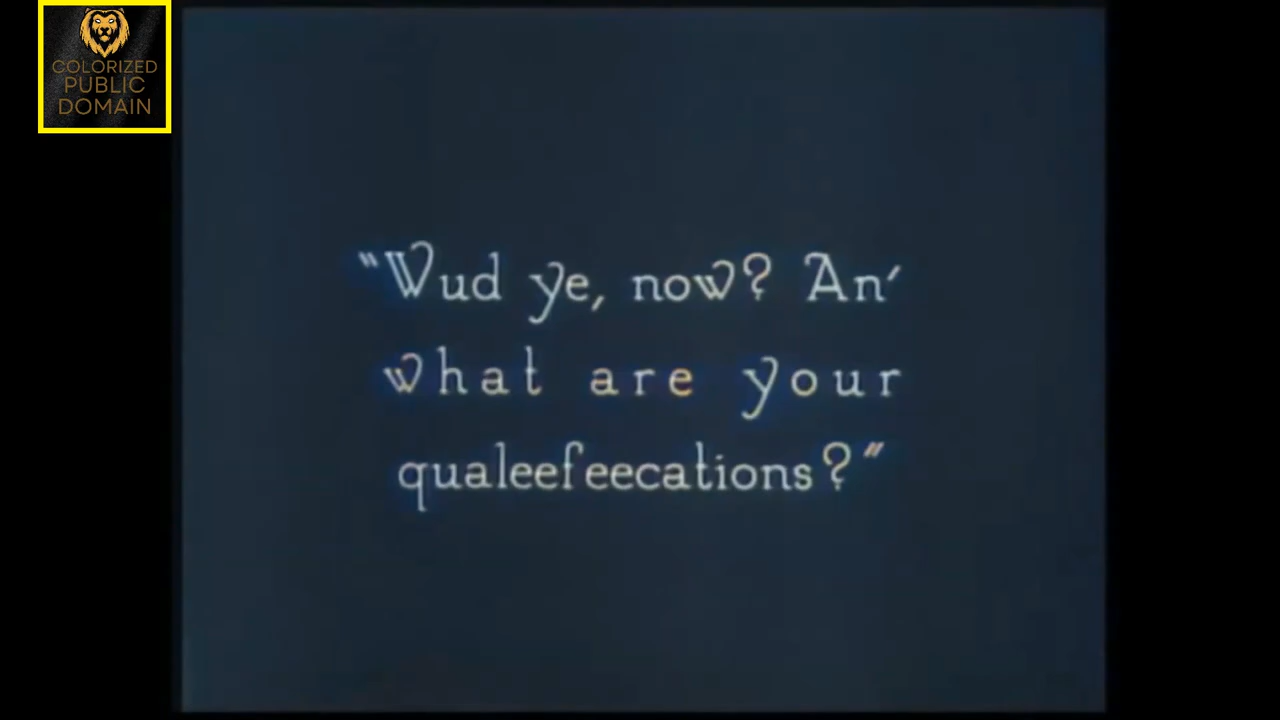 COLORIZED
PUBLIC
DOMAIN
"Wud ye, now? An'
what are your
qualeefeecations?"